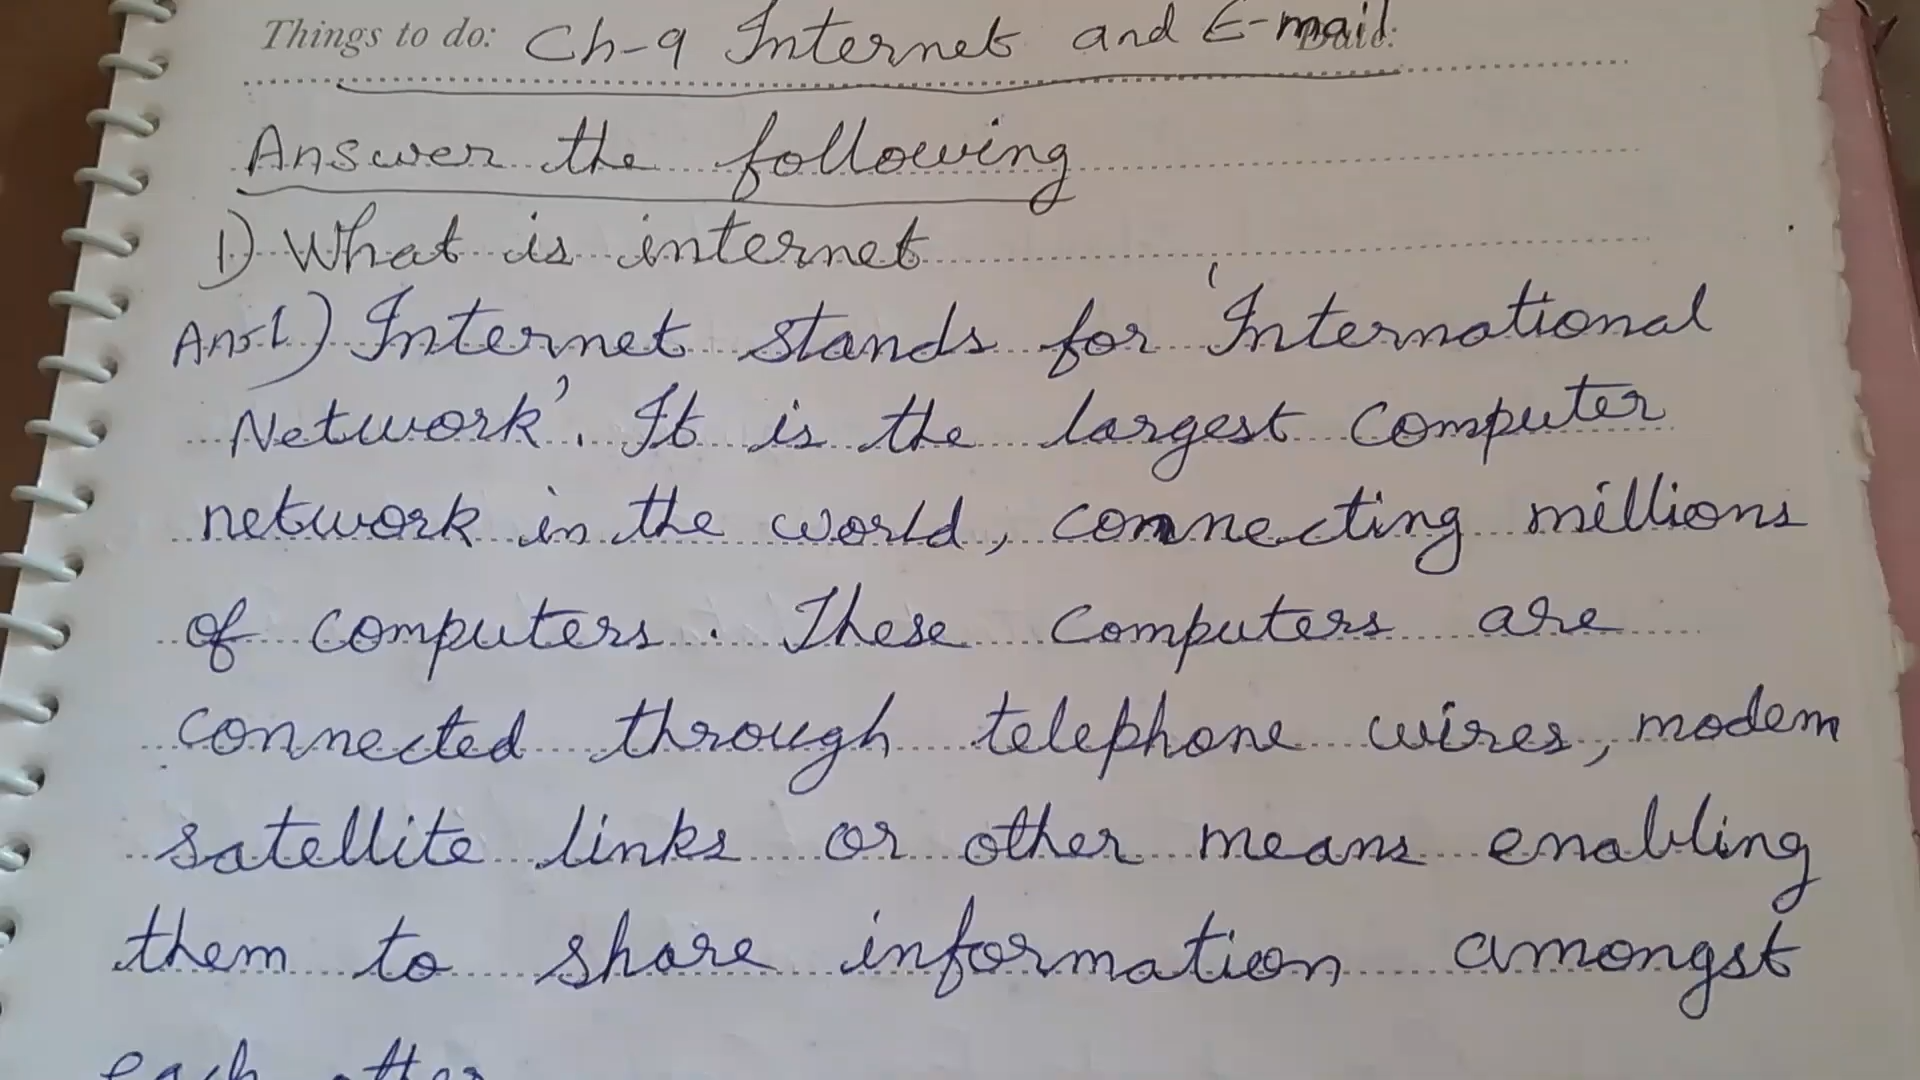 Things to do: Ch-9 Internet and E-mail
Answer the following
1) What is internet
Ans1) Internet stands for 'International
Network'. It is the largest Computer
network in the world, connecting millions
of computers. These Computers are
connected through telephone wires, modem
satellite links or other means enabling
them to share information amongst
each other